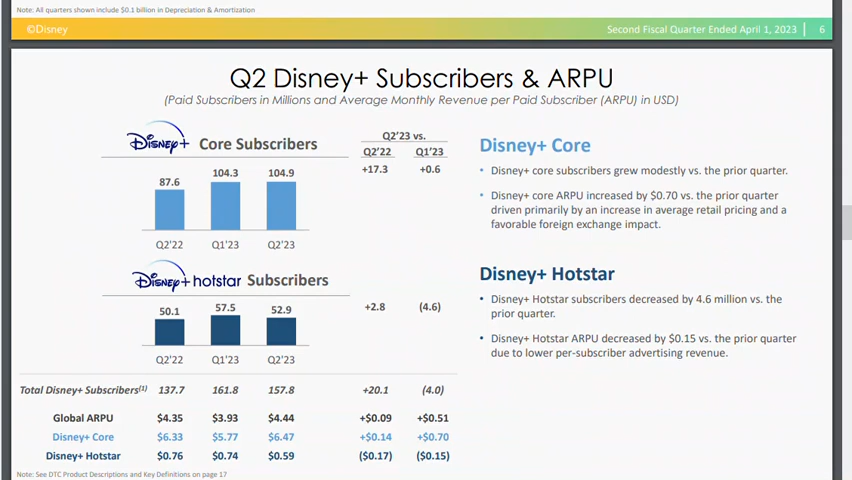 Note: All quarters shown include $0.1 billion in Depreciation & Amortization
©Disney
Second Fiscal Quarter Ended April 1, 2023 | 6
Q2 Disney+ Subscribers & ARPU
(Paid Subscribers in Millions and Average Monthly Revenue per Paid Subscriber (ARPU) in USD)
Disney+ Core Subscribers
Q2'23 vs.
Q2'22 Q1'23
87.6 104.3 104.9 +17.3 +0.6
Q2'22 Q1'23 Q2'23
Disney+ hotstar Subscribers
50.1 57.5 52.9 +2.8 (4.6)
Q2'22 Q1'23 Q2'23
Total Disney+ Subscribers(1) 137.7 161.8 157.8 +20.1 (4.0)
Global ARPU $4.35 $3.93 $4.44 +$0.09 +$0.51
Disney+ Core $6.33 $5.77 $6.47 +$0.14 +$0.70
Disney+ Hotstar $0.76 $0.74 $0.59 ($0.17) ($0.15)
Note: See DTC Product Descriptions and Key Definitions on page 17
Disney+ Core
• Disney+ core subscribers grew modestly vs. the prior quarter.
• Disney+ core ARPU increased by $0.70 vs. the prior quarter
driven primarily by an increase in average retail pricing and a
favorable foreign exchange impact.
Disney+ Hotstar
• Disney+ Hotstar subscribers decreased by 4.6 million vs. the
prior quarter.
• Disney+ Hotstar ARPU decreased by $0.15 vs. the prior quarter
due to lower per-subscriber advertising revenue.